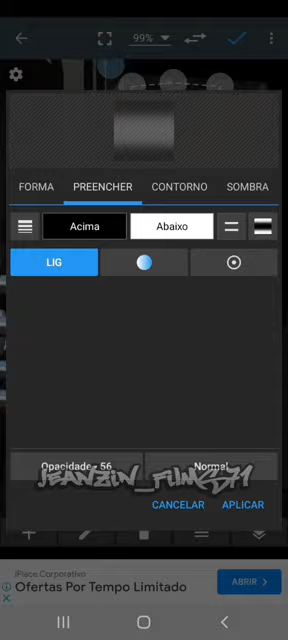 99%
FORMA PREENCHER CONTORNO SOMBRA
Acima Abaixo
LIG
Opacidade - 56 Normal
JEANZIN_FILMS71
CANCELAR APLICAR
iPlace Corporativo
Ofertas Por Tempo Limitado
ABRIR >